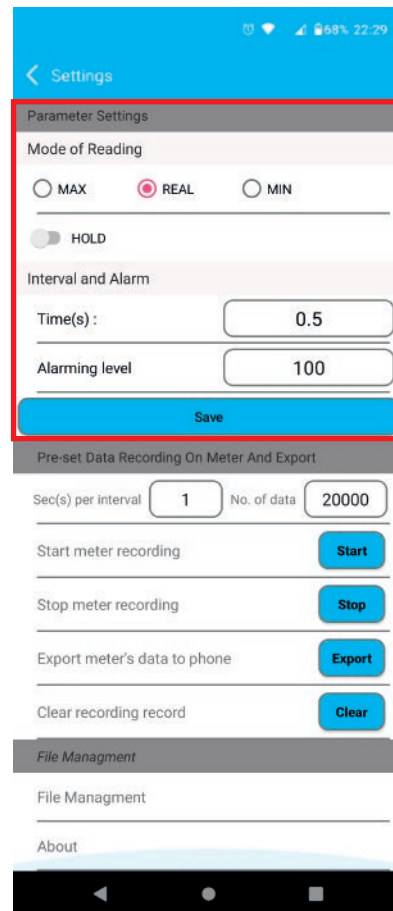 68% 22:29
Settings
Parameter Settings
Mode of Reading
MAX REAL MIN
HOLD
Interval and Alarm
Time(s) : 0.5
Alarming level 100
Save
Pre-set Data Recording On Meter And Export
Sec(s) per interval 1 No. of data 20000
Start meter recording Start
Stop meter recording Stop
Export meter's data to phone Export
Clear recording record Clear
File Managment
File Managment
About